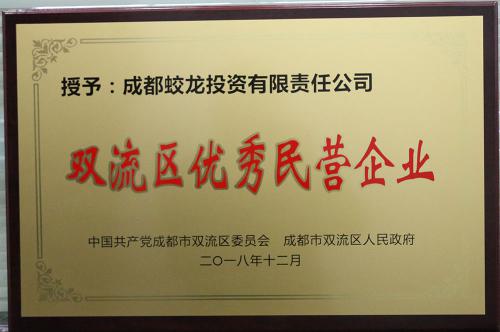 授予：成都蛟龙投资有限责任公司
双流区优秀民营企业
中国共产党成都市双流区委员会　成都市双流区人民政府
二〇一八年十二月